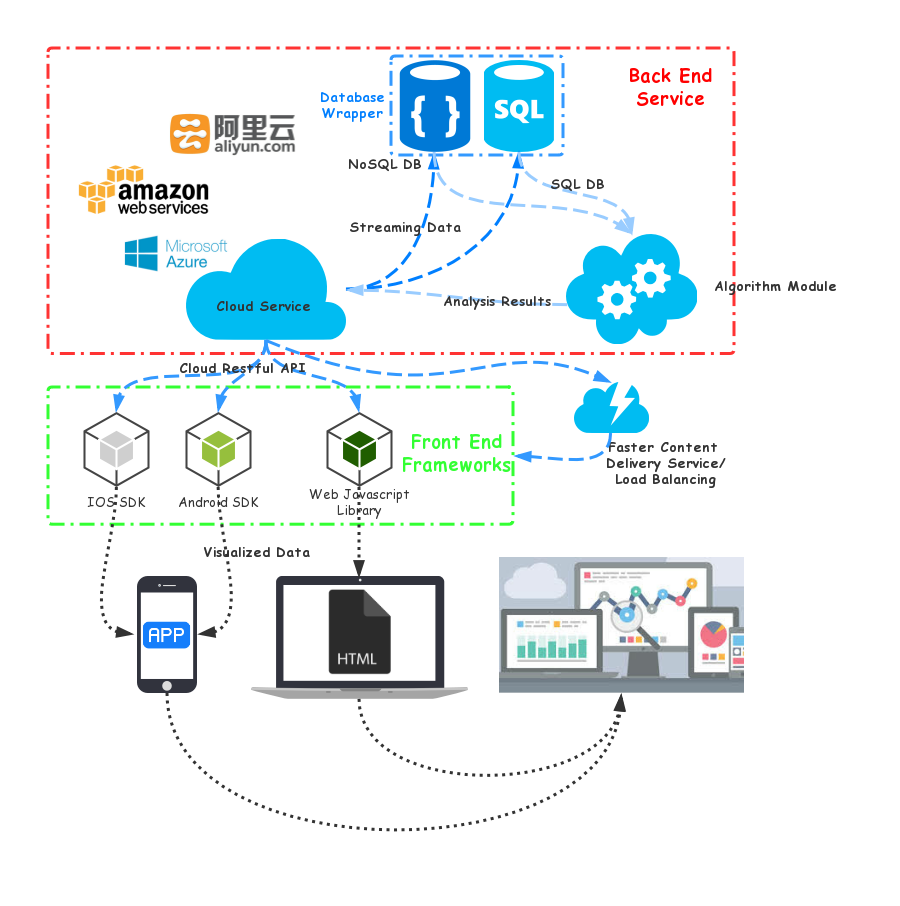 Back End
Service
Database
Wrapper
{ }
SQL
阿里云
aliyun.com
NoSQL DB
SQL DB
amazon
webservices
Streaming Data
Microsoft
Azure
Cloud Service
Analysis Results
Algorithm Module
Cloud Restful API
Front End
Frameworks
Faster Content
Delivery Service/
Load Balancing
IOS SDK
Android SDK
Web Javascript
Library
Visualized Data
APP
HTML